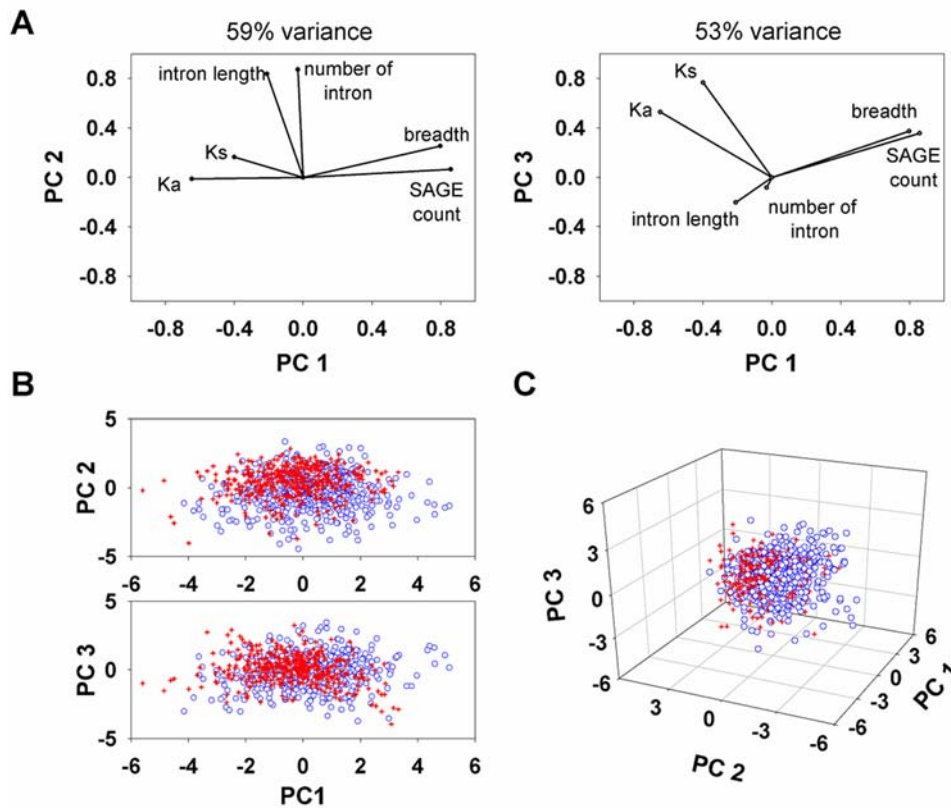 A
59% variance
PC 2
0.8
0.4
0.0
-0.4
-0.8
intron length
number of
intron
Ks
Ka
breadth
SAGE
count
-0.8 -0.4 0.0 0.4 0.8
PC 1
53% variance
PC 3
0.8
0.4
0.0
-0.4
-0.8
Ks
Ka
breadth
SAGE
count
intron length
number of
intron
-0.8 -0.4 0.0 0.4 0.8
PC 1
B
PC 2
5
0
-5
-6 -4 -2 0 2 4 6
PC 3
5
0
-5
-6 -4 -2 0 2 4 6
PC1
C
PC 3
6
3
0
-3
-6
3
0
-3
-6
PC 2
6
3
0
-3
-6
PC 1